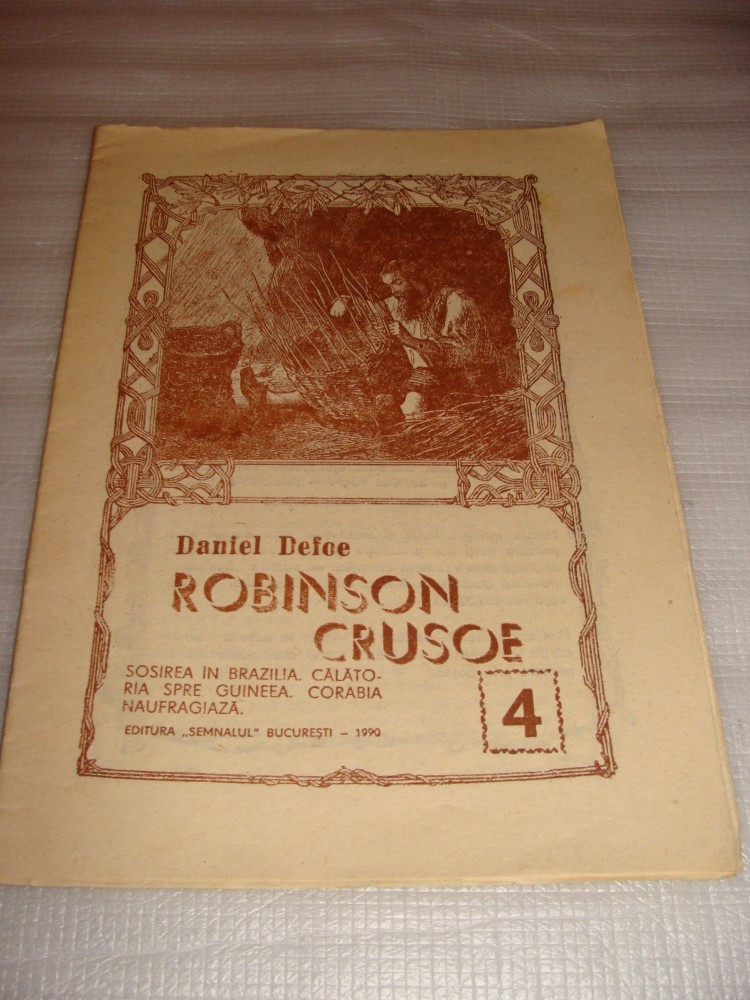 Daniel Defoe
ROBINSON
CRUSOE
SOSIREA ÎN BRAZILIA. CĂLĂTO-
RIA SPRE GUINEEA. CORABIA
NAUFRAGIAZĂ.
4
EDITURA „SEMNALUL" BUCUREȘTI – 1990